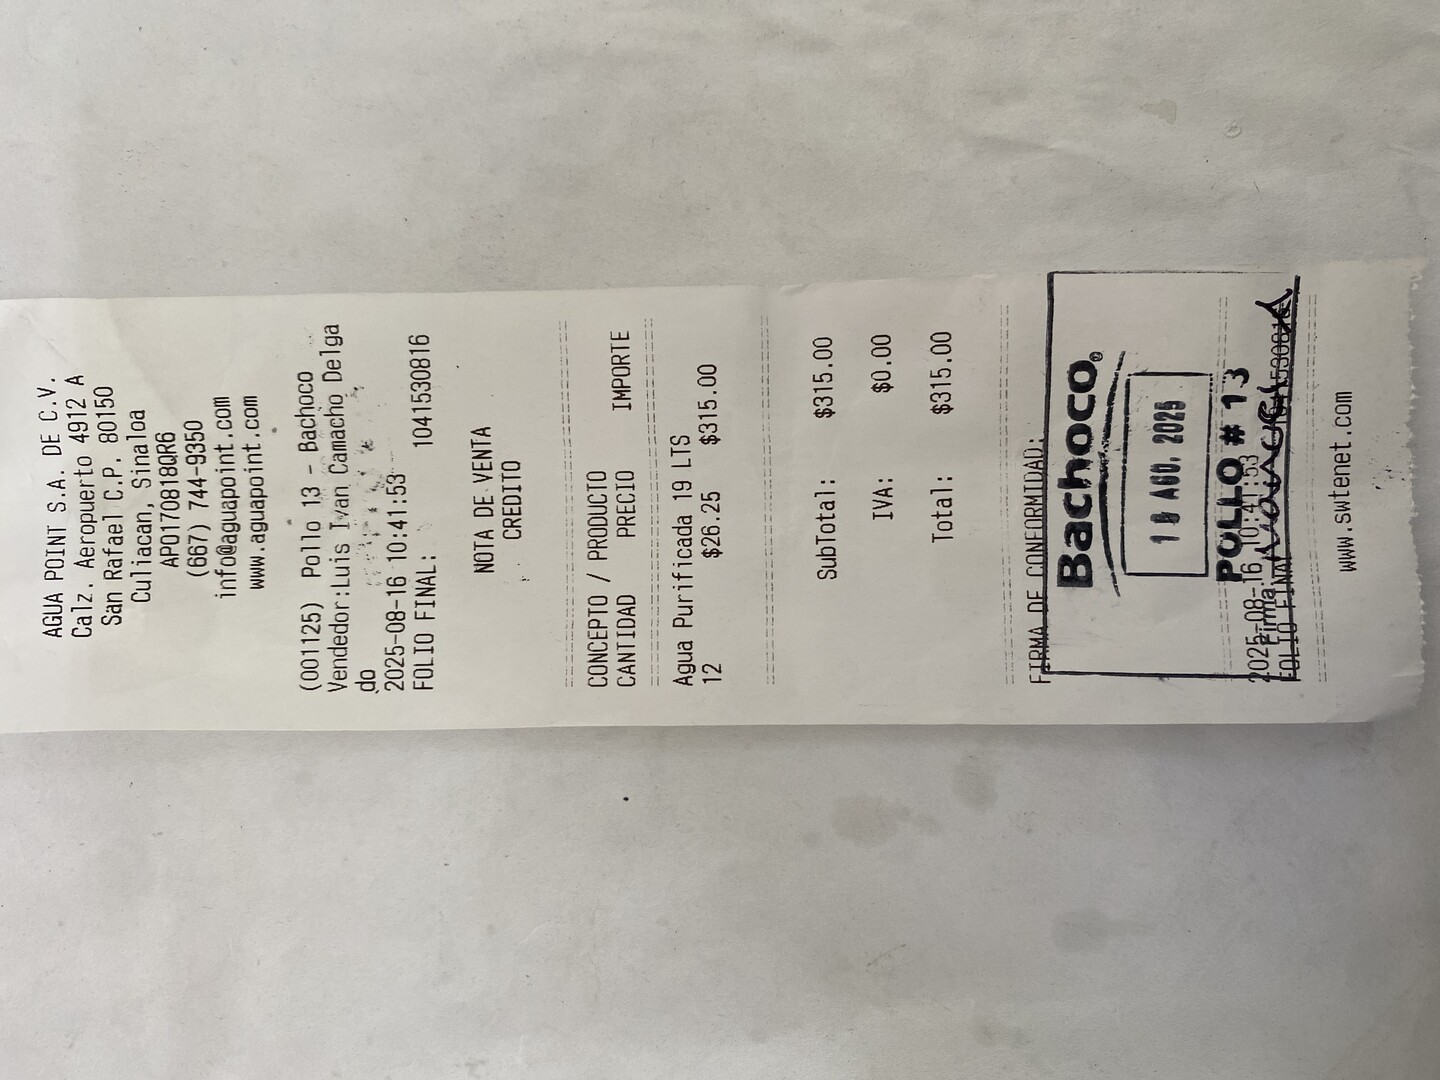 AGUA POINT S.A. DE C.V.
Calz. Aeropuerto 4912 A
San Rafael C.P. 80150
Culiacan, Sinaloa
APO170818QR6
(667) 744-9350
info@aguapoint.com
www.aguapoint.com
(001125) Pollo 13 - Bachoco
Vendedor:Luis Ivan Camacho Delga
do
2025-08-16 10:41:53
FOLIO FINAL: 1041530816
NOTA DE VENTA
CREDITO
CONCEPTO / PRODUCTO
CANTIDAD PRECIO IMPORTE
Agua Purificada 19 LTS
12 $26.25 $315.00
SubTotal: $315.00
IVA: $0.00
Total: $315.00
FIRMA DE CONFORMIDAD:
Bachoco®
AGO. 2025
POLLO # 13
2025-08-16 10:41:53
Firma:
FOLIO FINAL
www.swtenet.com